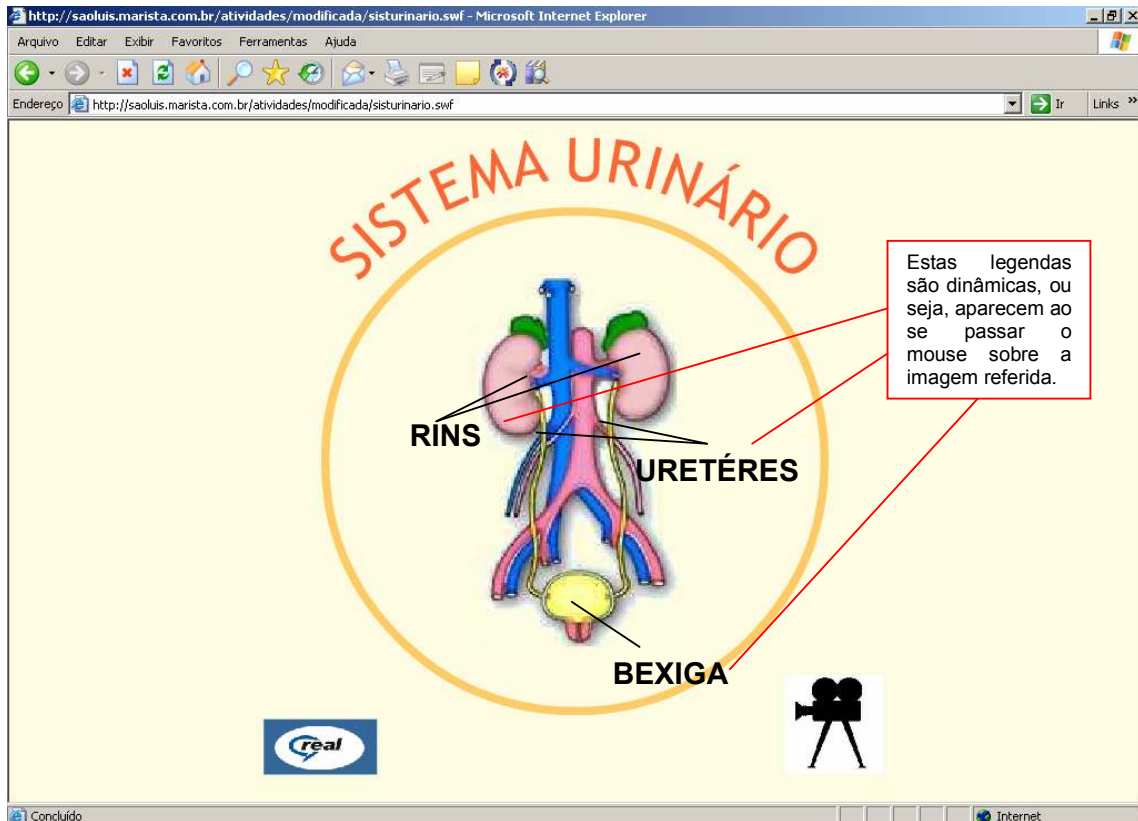 http://saoluis.marista.com.br/atividades/modificada/sisturinario.swf - Microsoft Internet Explorer
Arquivo Editar Exibir Favoritos Ferramentas Ajuda
Endereço http://saoluis.marista.com.br/atividades/modificada/sisturinario.swf Ir Links »
SISTEMA URINÁRIO
Estas legendas
são dinâmicas, ou
seja, aparecem ao
se passar o
mouse sobre a
imagem referida.
RINS
URETÉRES
BEXIGA
real
Concluído Internet